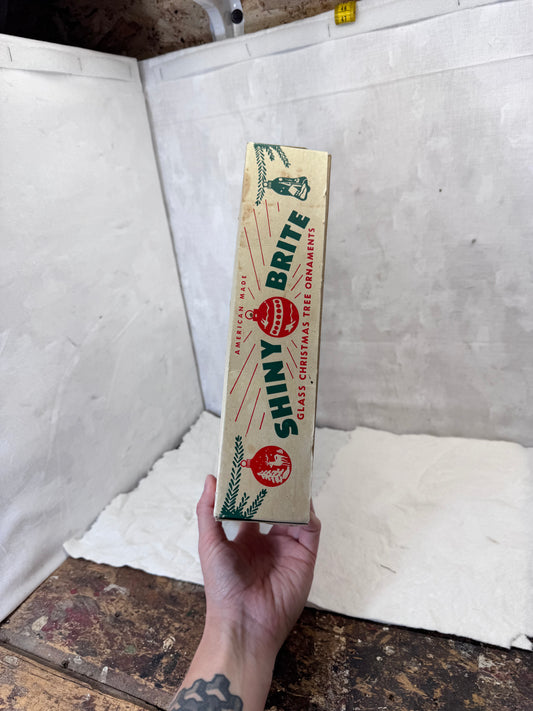 AMERICAN MADE
SHINY BRITE
GLASS CHRISTMAS TREE ORNAMENTS